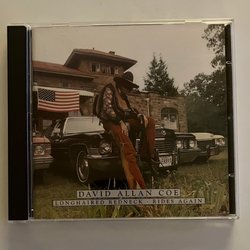 DAVID ALLAN COE
LONGHAIRED REDNECK · RIDES AGAIN